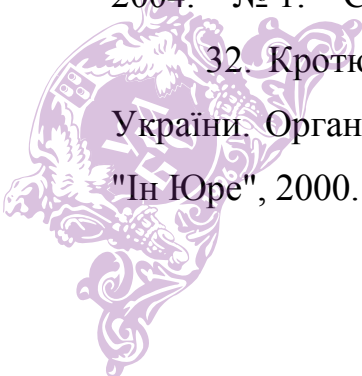 2004. – № 1. – С
32. Кротю
України. Орган
"Ін Юре", 2000.